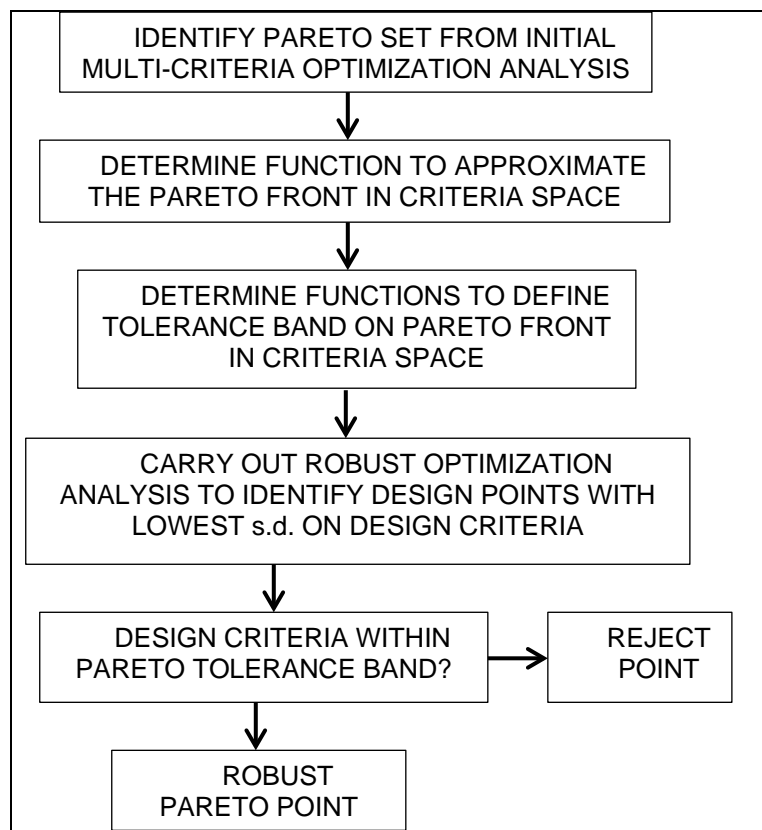 IDENTIFY PARETO SET FROM INITIAL
MULTI-CRITERIA OPTIMIZATION ANALYSIS
DETERMINE FUNCTION TO APPROXIMATE
THE PARETO FRONT IN CRITERIA SPACE
DETERMINE FUNCTIONS TO DEFINE
TOLERANCE BAND ON PARETO FRONT
IN CRITERIA SPACE
CARRY OUT ROBUST OPTIMIZATION
ANALYSIS TO IDENTIFY DESIGN POINTS WITH
LOWEST s.d. ON DESIGN CRITERIA
DESIGN CRITERIA WITHIN
PARETO TOLERANCE BAND?
REJECT
POINT
ROBUST
PARETO POINT